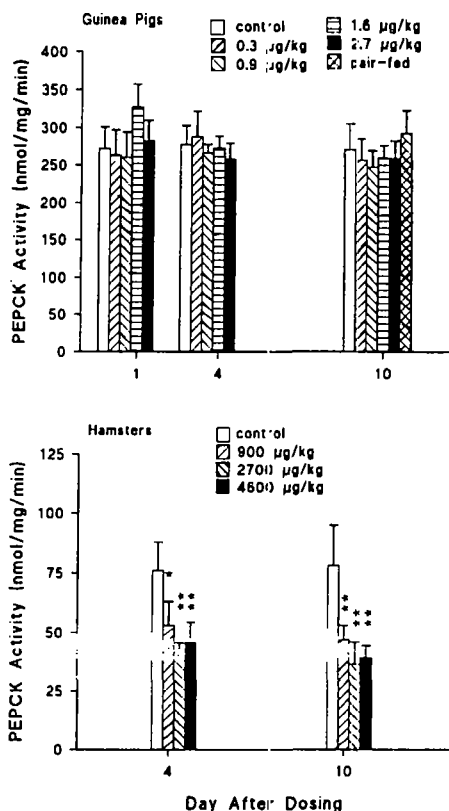 Guinea Pigs
control
0.3 µg/kg
0.9 µg/kg
1.6 µg/kg
2.7 µg/kg
pair-fed
PEPCK Activity (nmol/mg/min)
400
350
300
250
200
150
100
50
0
1
4
10
Hamsters
control
900 µg/kg
2700 µg/kg
4600 µg/kg
PEPCK Activity (nmol/mg/min)
125
100
75
50
25
0
*
**
**
**
**
**
4
10
Day After Dosing